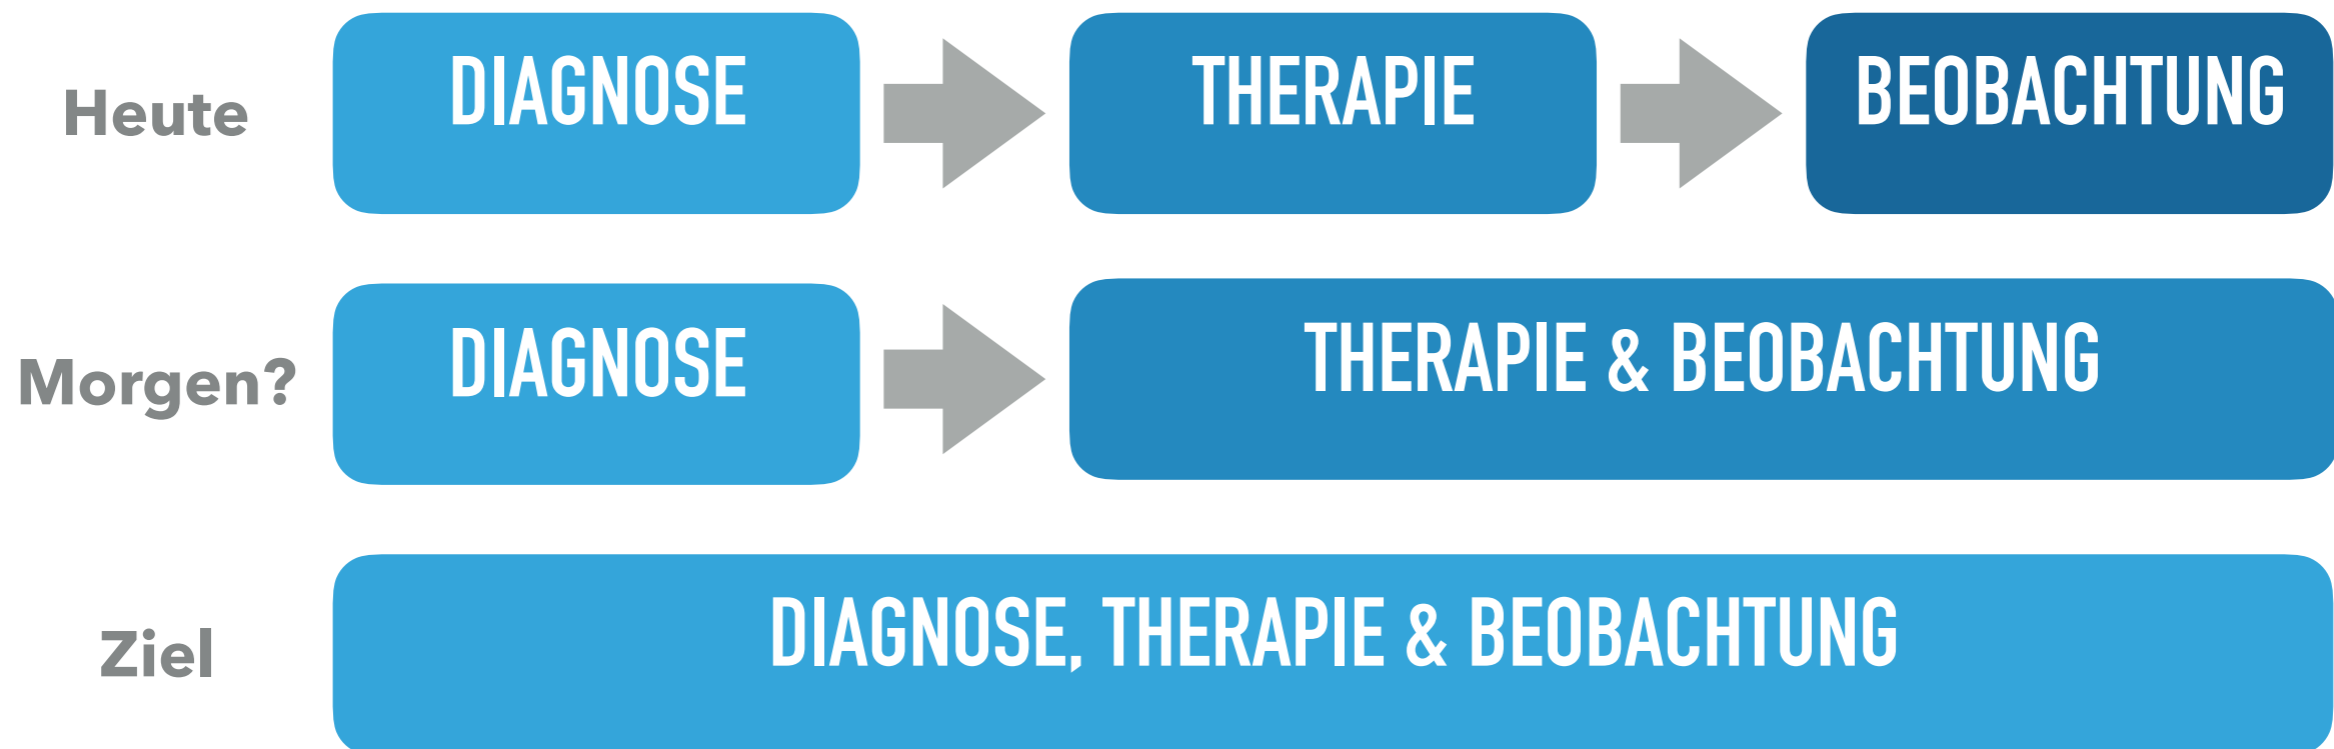 Heute
DIAGNOSE
THERAPIE
BEOBACHTUNG
Morgen?
DIAGNOSE
THERAPIE & BEOBACHTUNG
Ziel
DIAGNOSE, THERAPIE & BEOBACHTUNG